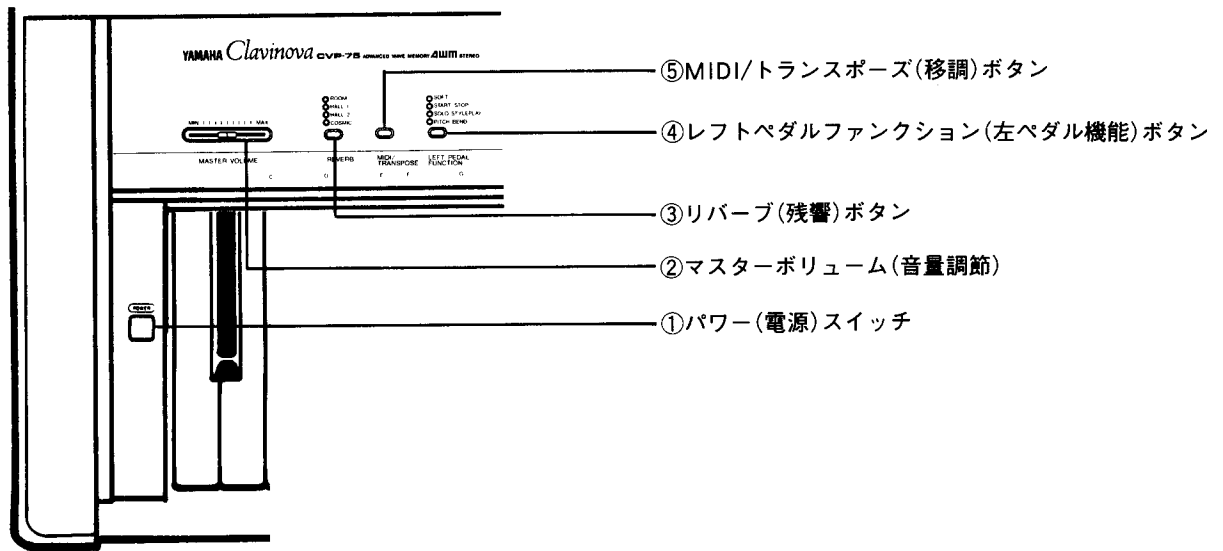 YAMAHA Clavinova CVP-75 ADVANCED WAVE MEMORY AWM STEREO
⑤MIDI/トランスポーズ(移調)ボタン
ROOM
HALL 1
HALL 2
COSMIC
SOFT
START STOP
SOLO STYLEPLAY
PITCH BEND
MIN MAX
④レフトペダルファンクション(左ペダル機能)ボタン
MASTER VOLUME
REVERB
MIDI/
TRANSPOSE
LEFT PEDAL
FUNCTION
C D E F G
③リバーブ(残響)ボタン
②マスターボリューム(音量調節)
①パワー(電源)スイッチ